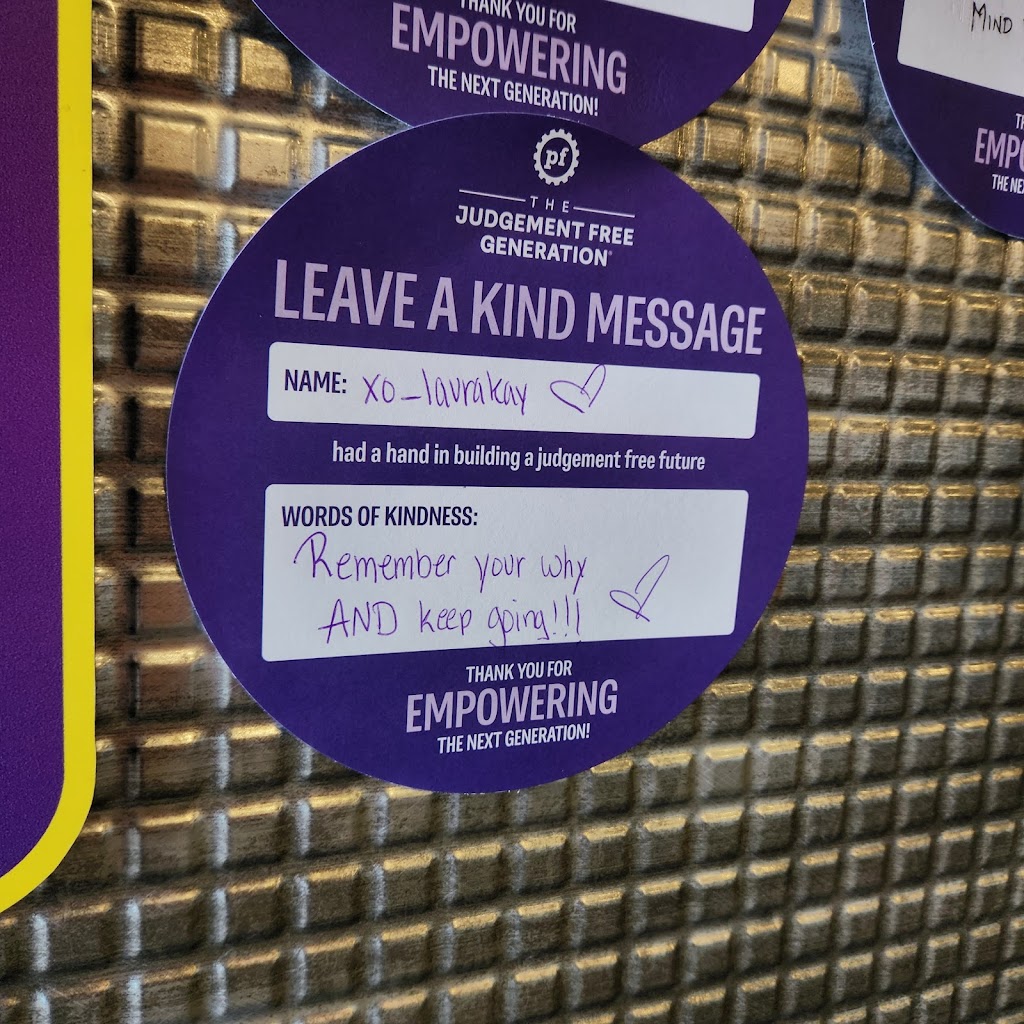 THANK YOU FOR
EMPOWERING
THE NEXT GENERATION!
MIND
EMPO
THE NE
pf
THE
JUDGEMENT FREE
GENERATION®
LEAVE A KIND MESSAGE
NAME: xo_laurakay
had a hand in building a judgement free future
WORDS OF KINDNESS:
Remember your why
AND keep going!!!
THANK YOU FOR
EMPOWERING
THE NEXT GENERATION!